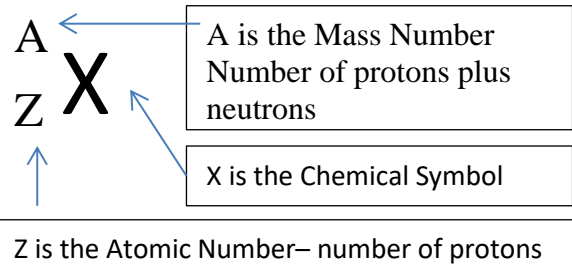 A
Z
X
A is the Mass Number
Number of protons plus
neutrons
X is the Chemical Symbol
Z is the Atomic Number– number of protons